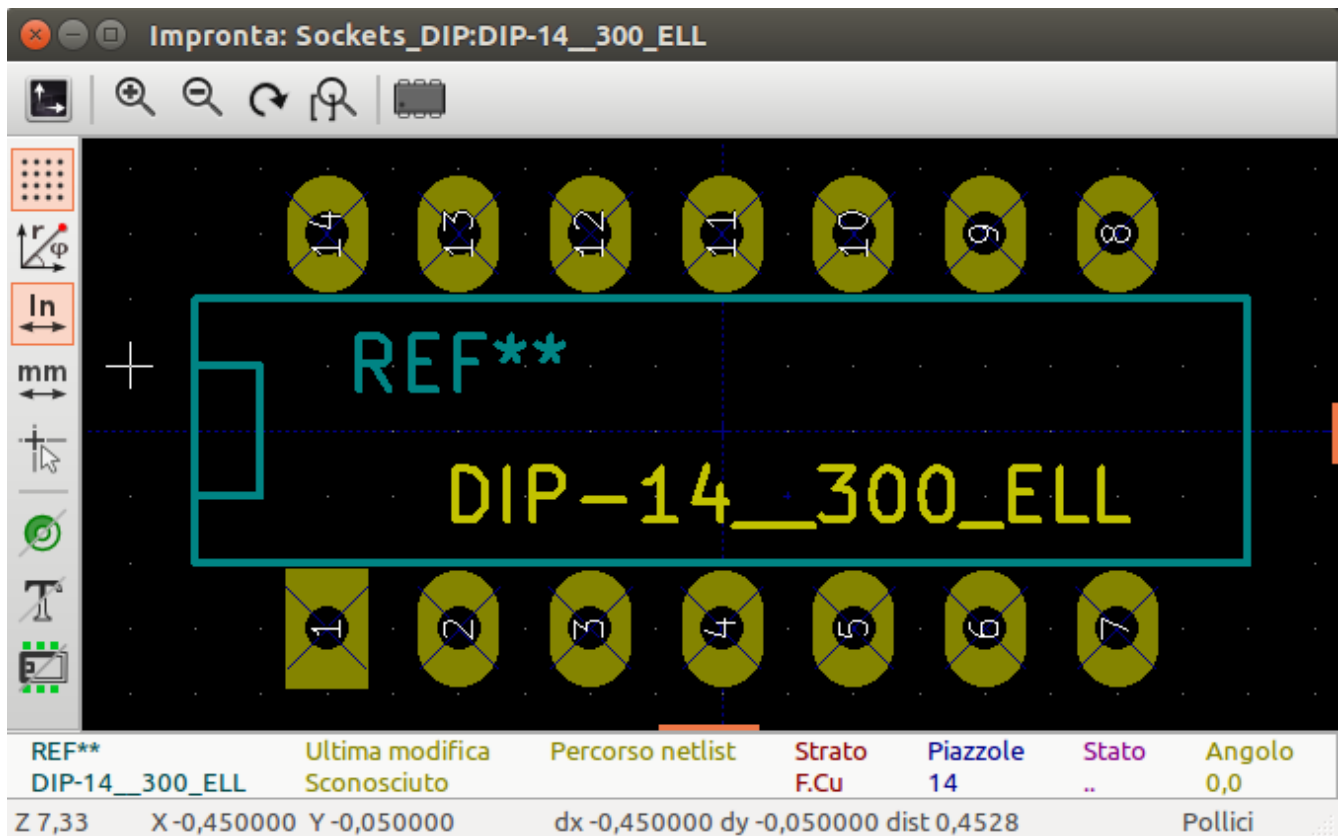 Impronta: Sockets_DIP:DIP-14__300_ELL
r
φ
In
mm
14 13 12 11 10 9 8
REF**
DIP-14__300_ELL
1 2 3 4 5 6 7
REF** Ultima modifica Percorso netlist Strato Piazzole Stato Angolo
DIP-14__300_ELL Sconosciuto F.Cu 14 .. 0,0
Z 7,33 X -0,450000 Y -0,050000 dx -0,450000 dy -0,050000 dist 0,4528 Pollici